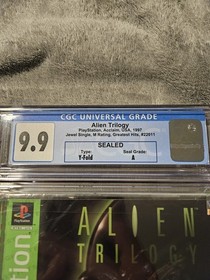 CGC UNIVERSAL GRADE
9.9
Alien Trilogy
PlayStation, Acclaim, USA, 1997
Jewel Single, M Rating, Greatest Hits, #22911
SEALED
Type:
Y-Fold
Seal Grade:
A
ALIEN
TRILOGY